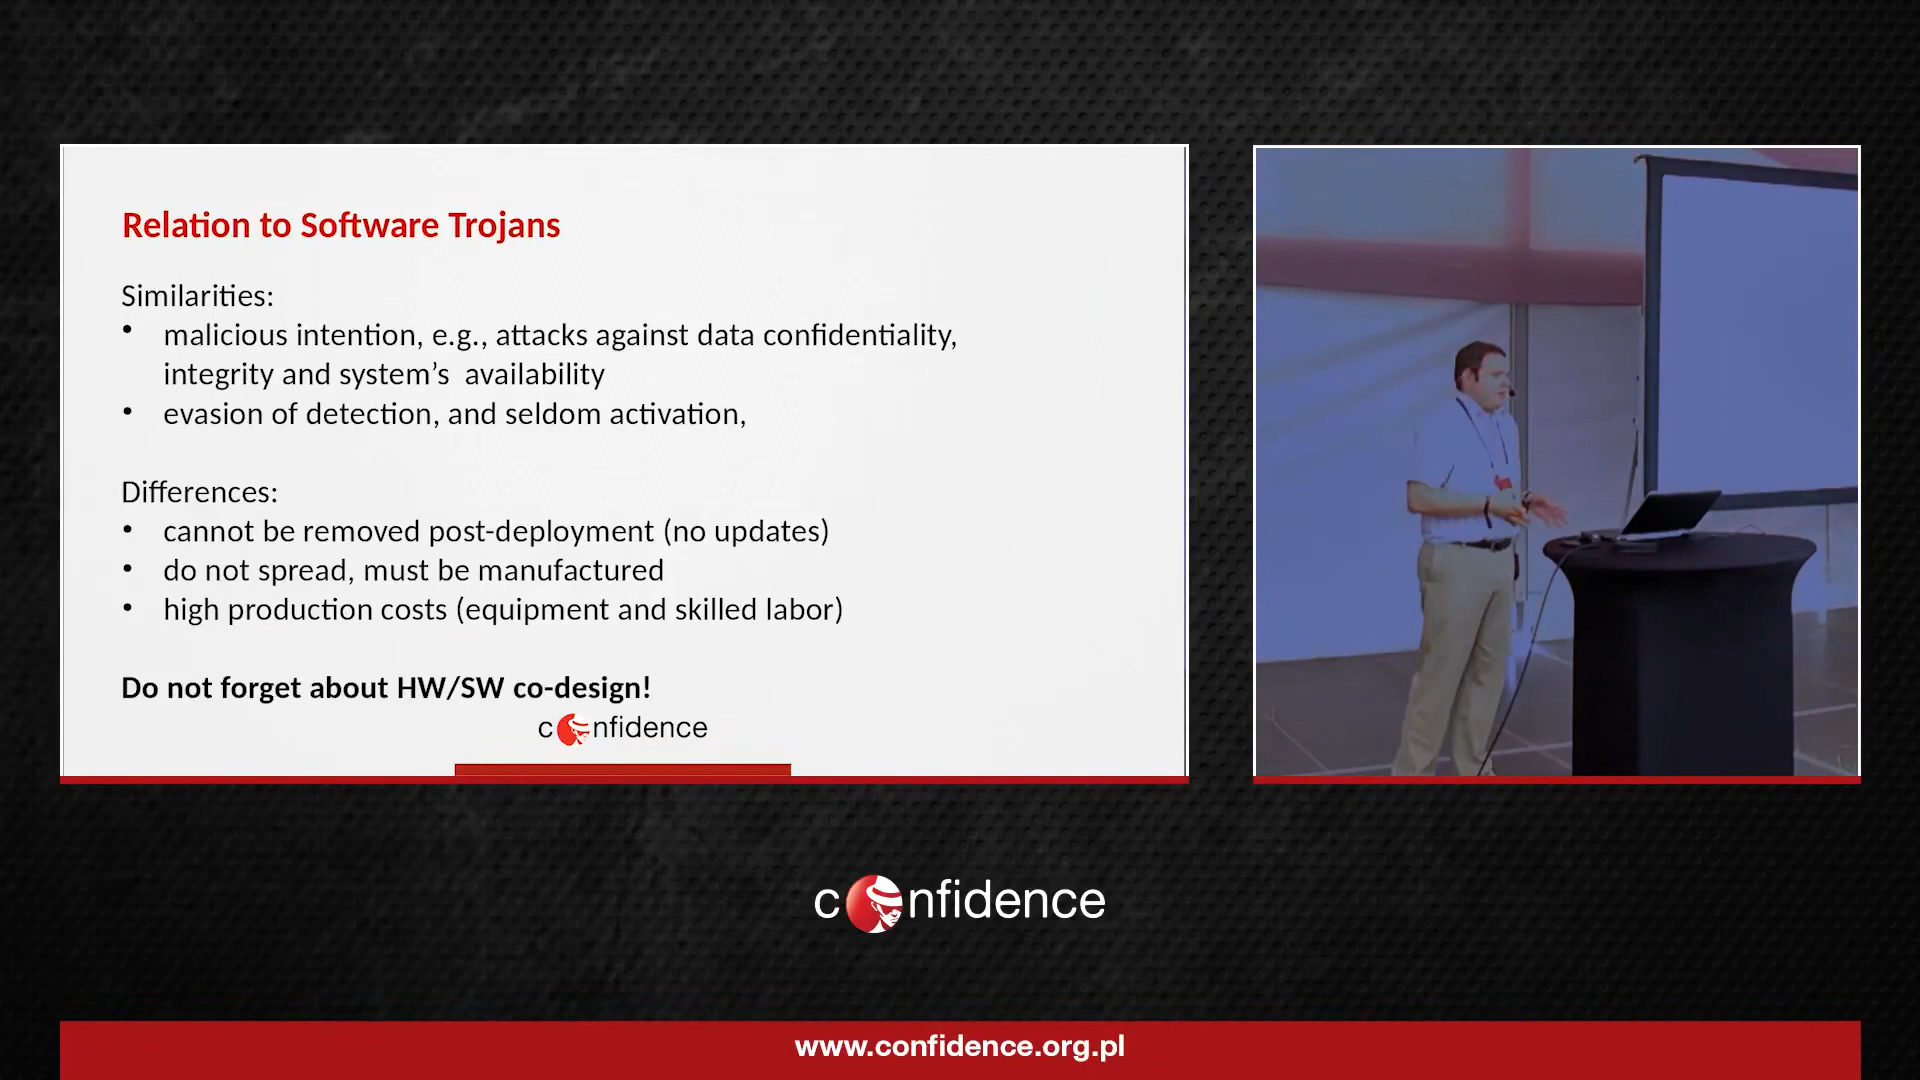 Relation to Software Trojans
Similarities:
• malicious intention, e.g., attacks against data confidentiality,
integrity and system’s  availability
• evasion of detection, and seldom activation,
Differences:
• cannot be removed post-deployment (no updates)
• do not spread, must be manufactured
• high production costs (equipment and skilled labor)
Do not forget about HW/SW co-design!
confidence
confidence
www.confidence.org.pl